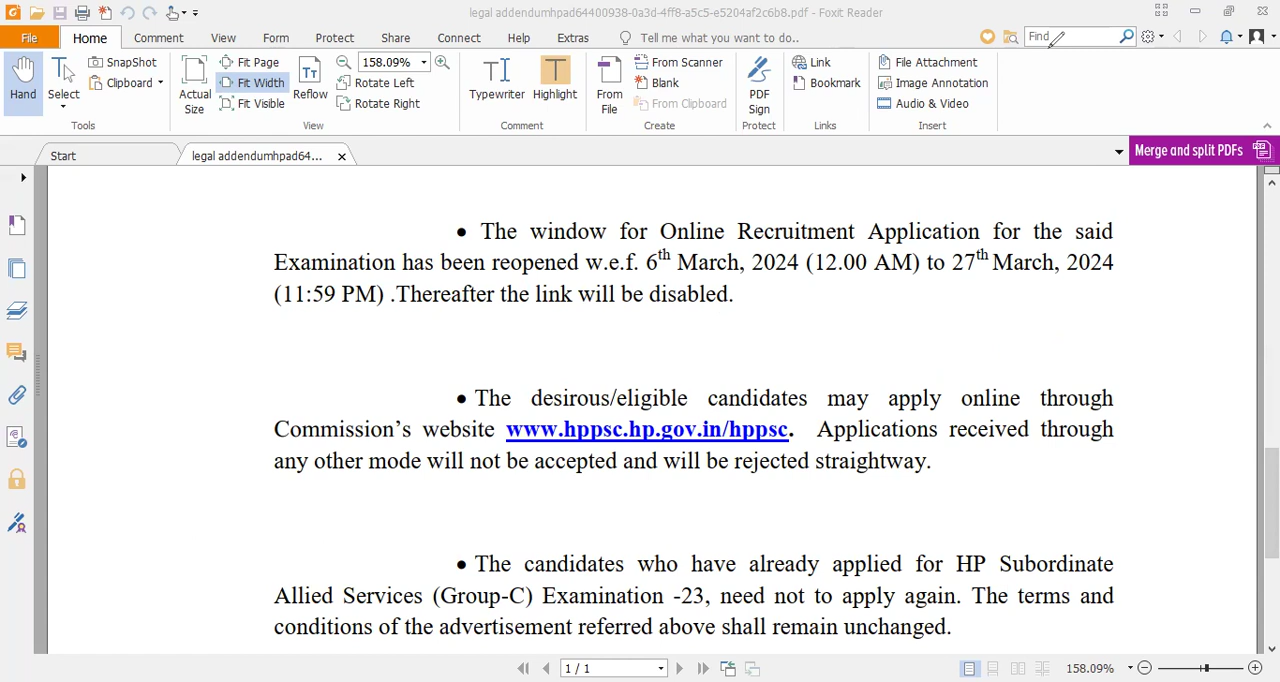 legal addendumhpad64400938-0a3d-4ff8-a5c5-e5204af2c6b8.pdf - Foxit Reader
File Home Comment View Form Protect Share Connect Help Extras Tell me what you want to do.. Find
Hand
Select
SnapShot
Clipboard
Tools
Actual Size
Fit Page
Fit Width
Fit Visible
Reflow
158.09%
Rotate Left
Rotate Right
View
Typewriter
Highlight
Comment
From File
From Scanner
Blank
From Clipboard
Create
PDF Sign
Protect
Link
Bookmark
Links
File Attachment
Image Annotation
Audio & Video
Insert
Start
legal addendumhpad64...
Merge and split PDFs
• The window for Online Recruitment Application for the said
Examination has been reopened w.e.f. 6th March, 2024 (12.00 AM) to 27th March, 2024
(11:59 PM) .Thereafter the link will be disabled.
• The desirous/eligible candidates may apply online through
Commission’s website www.hppsc.hp.gov.in/hppsc. Applications received through
any other mode will not be accepted and will be rejected straightway.
• The candidates who have already applied for HP Subordinate
Allied Services (Group-C) Examination -23, need not to apply again. The terms and
conditions of the advertisement referred above shall remain unchanged.
1 / 1
158.09%